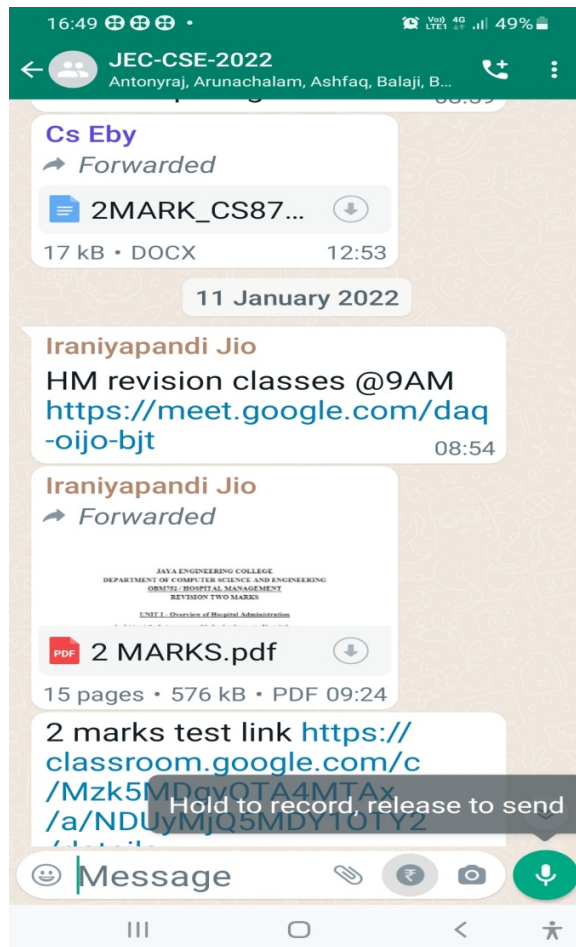 16:49
Voo) 4G
LTE1
49%
JEC-CSE-2022
Antonyraj, Arunachalam, Ashfaq, Balaji, B...
Cs Eby
Forwarded
2MARK_CS87...
17 kB • DOCX 12:53
11 January 2022
Iraniyapandi Jio
HM revision classes @9AM
https://meet.google.com/daq
-oijo-bjt
08:54
Iraniyapandi Jio
Forwarded
JAYA ENGINEERING COLLEGE
DEPARTMENT OF COMPUTER SCIENCE AND ENGINEERING
OBM752 / HOSPITAL MANAGEMENT
REVISION TWO MARKS
UNIT I - Overview of Hospital Administration
PDF 2 MARKS.pdf
15 pages • 576 kB • PDF 09:24
2 marks test link https://
classroom.google.com/c
Hold to record, release to send
Message